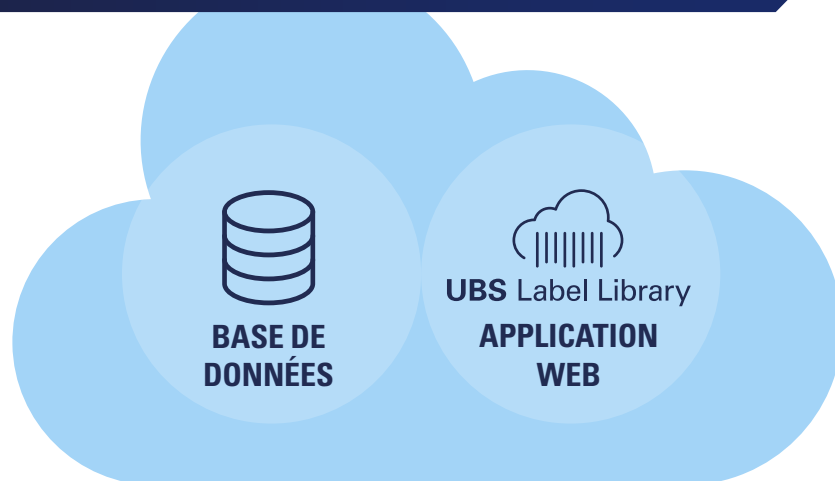 BASE DE
DONNÉES
UBS Label Library
APPLICATION
WEB